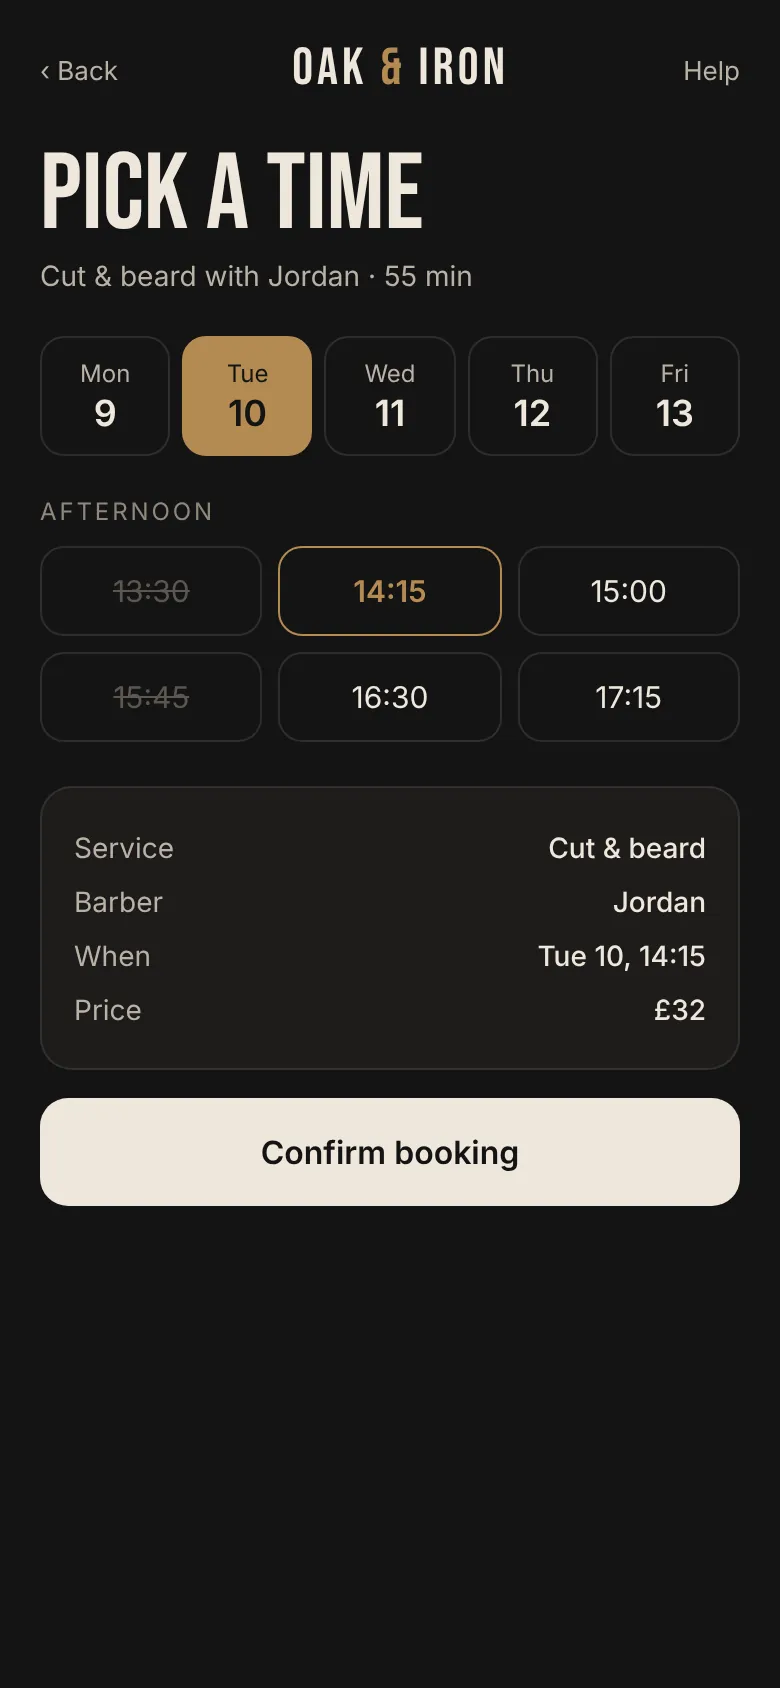 ‹ Back OAK & IRON Help
PICK A TIME
Cut & beard with Jordan · 55 min
Mon Tue Wed Thu Fri
9 10 11 12 13
AFTERNOON
13:30 14:15 15:00
15:45 16:30 17:15
Service Cut & beard
Barber Jordan
When Tue 10, 14:15
Price £32
Confirm booking